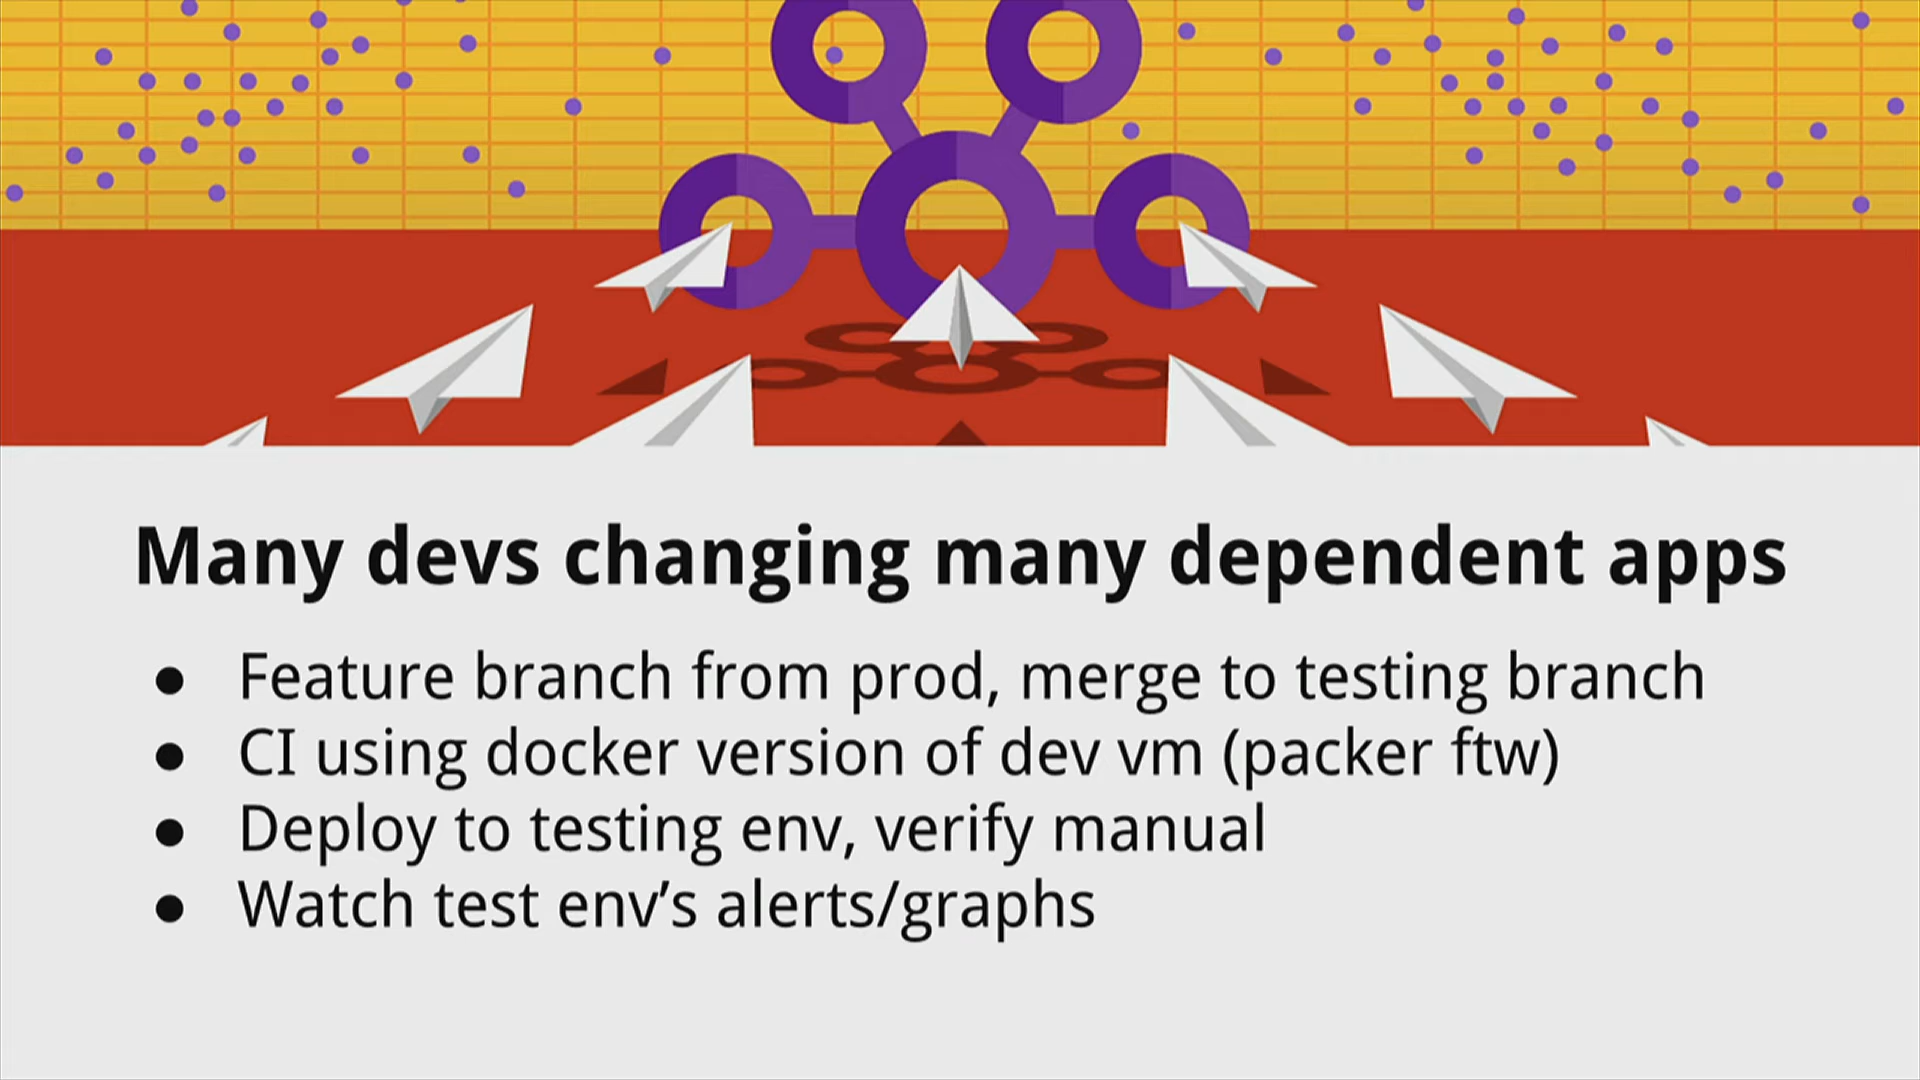 Many devs changing many dependent apps
● Feature branch from prod, merge to testing branch
● CI using docker version of dev vm (packer ftw)
● Deploy to testing env, verify manual
● Watch test env’s alerts/graphs